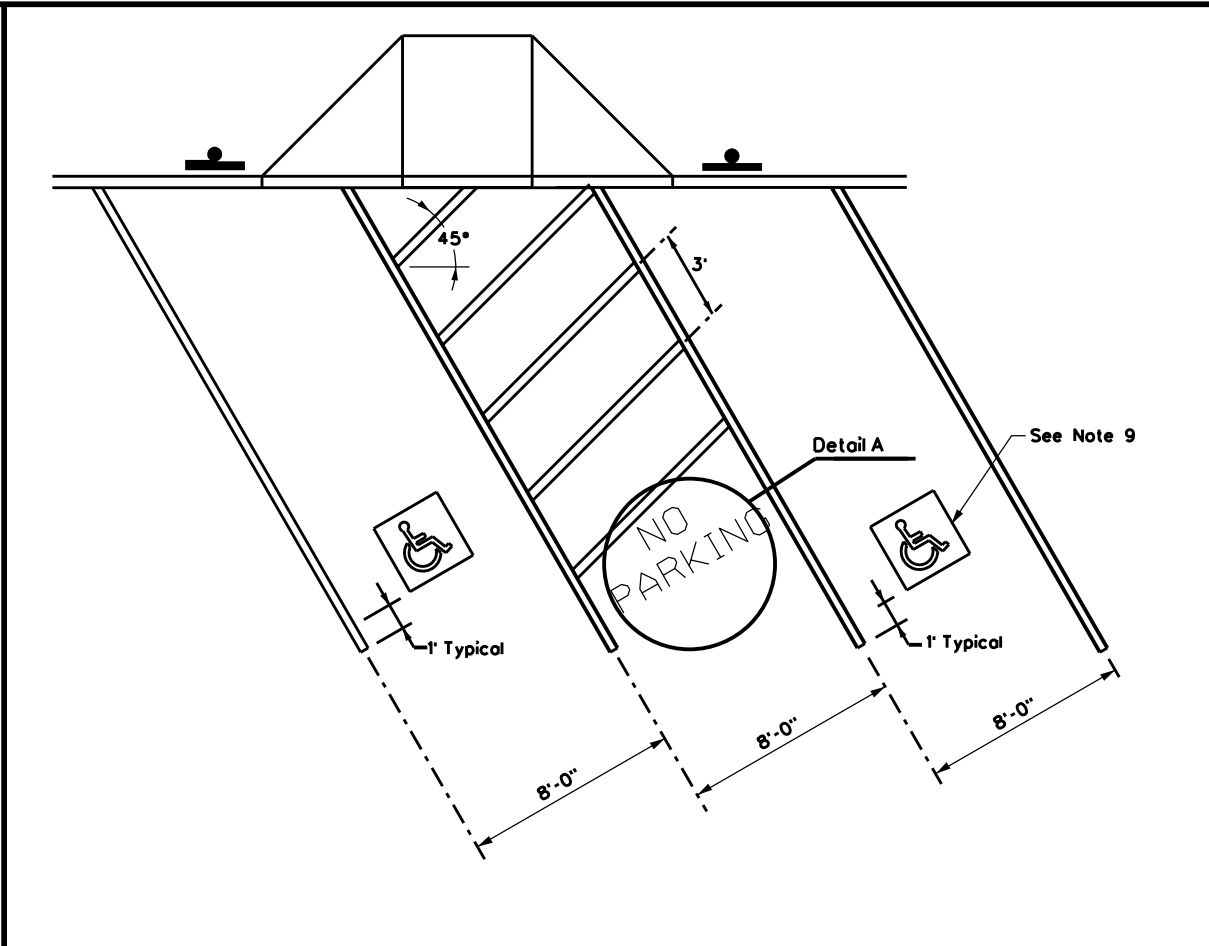 45°
3'
Detail A
See Note 9
NO
PARKING
1' Typical
1' Typical
8'-0"
8'-0"
8'-0"